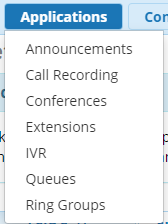 Applications
Announcements
Call Recording
Conferences
Extensions
IVR
Queues
Ring Groups